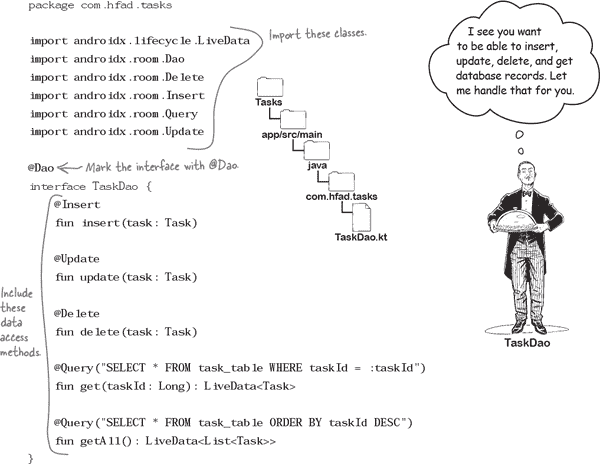 package com.hfad.tasks
import androidx.lifecycle.LiveData
import androidx.room.Dao
import androidx.room.Delete
import androidx.room.Insert
import androidx.room.Query
import androidx.room.Update
Import these classes.
@Dao
Mark the interface with @Dao.
interface TaskDao {
@Insert
fun insert(task: Task)
@Update
fun update(task: Task)
@Delete
fun delete(task: Task)
@Query("SELECT * FROM task_table WHERE taskId = :taskId")
fun get(taskId: Long): LiveData<Task>
@Query("SELECT * FROM task_table ORDER BY taskId DESC")
fun getAll(): LiveData<List<Task>>
}
Include
these
data
access
methods.
Tasks
app/src/main
java
com.hfad.tasks
TaskDao.kt
I see you want
to be able to insert,
update, delete, and get
database records. Let
me handle that for you.
TaskDao